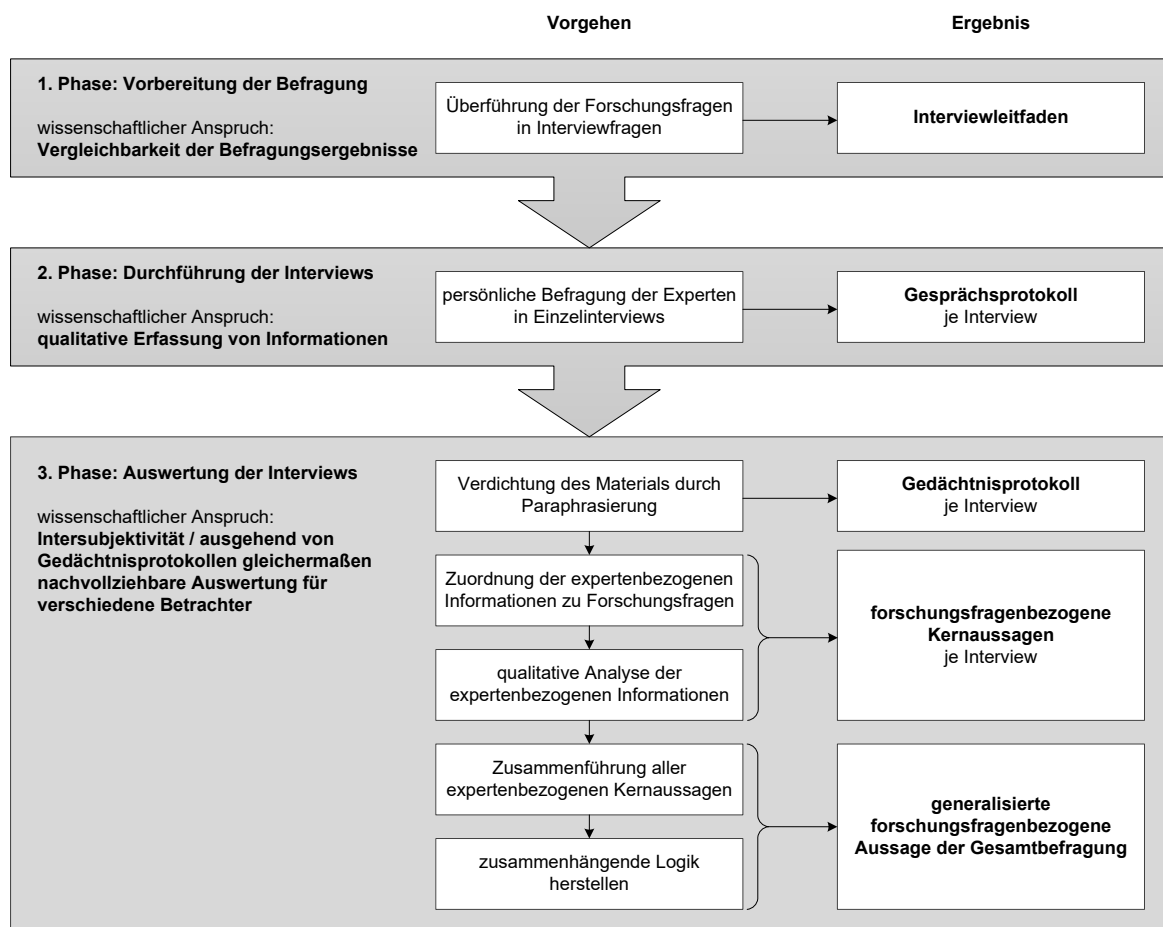 Vorgehen
Ergebnis
1. Phase: Vorbereitung der Befragung
wissenschaftlicher Anspruch:
Vergleichbarkeit der Befragungsergebnisse
Überführung der Forschungsfragen
in Interviewfragen
Interviewleitfaden
2. Phase: Durchführung der Interviews
wissenschaftlicher Anspruch:
qualitative Erfassung von Informationen
persönliche Befragung der Experten
in Einzelinterviews
Gesprächsprotokoll
je Interview
3. Phase: Auswertung der Interviews
wissenschaftlicher Anspruch:
Intersubjektivität / ausgehend von
Gedächtnisprotokollen gleichermaßen
nachvollziehbare Auswertung für
verschiedene Betrachter
Verdichtung des Materials durch
Paraphrasierung
Gedächtnisprotokoll
je Interview
Zuordnung der expertenbezogenen
Informationen zu Forschungsfragen
qualitative Analyse der
expertenbezogenen Informationen
forschungsfragenbezogene
Kernaussagen
je Interview
Zusammenführung aller
expertenbezogenen Kernaussagen
zusammenhängende Logik
herstellen
generalisierte
forschungsfragenbezogene
Aussage der Gesamtbefragung